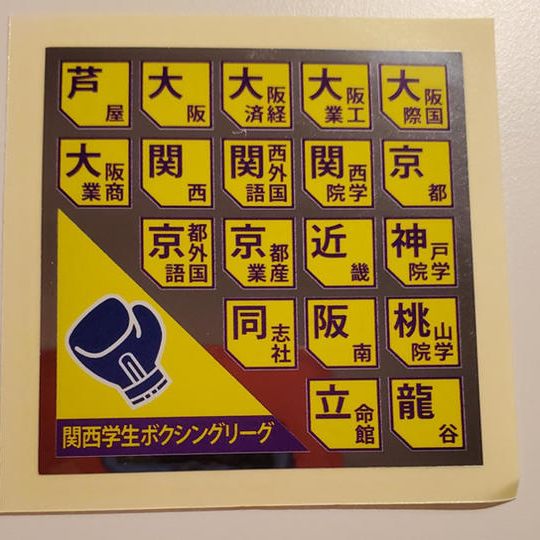 芦屋
大阪
大阪経済
大阪工業
大阪国際
大阪商業
関西
関西外国語
関西学院
京都
京都外国語
京都産業
近畿
神戸学院
同志社
阪南
桃山学院
立命館
龍谷
関西学生ボクシングリーグ